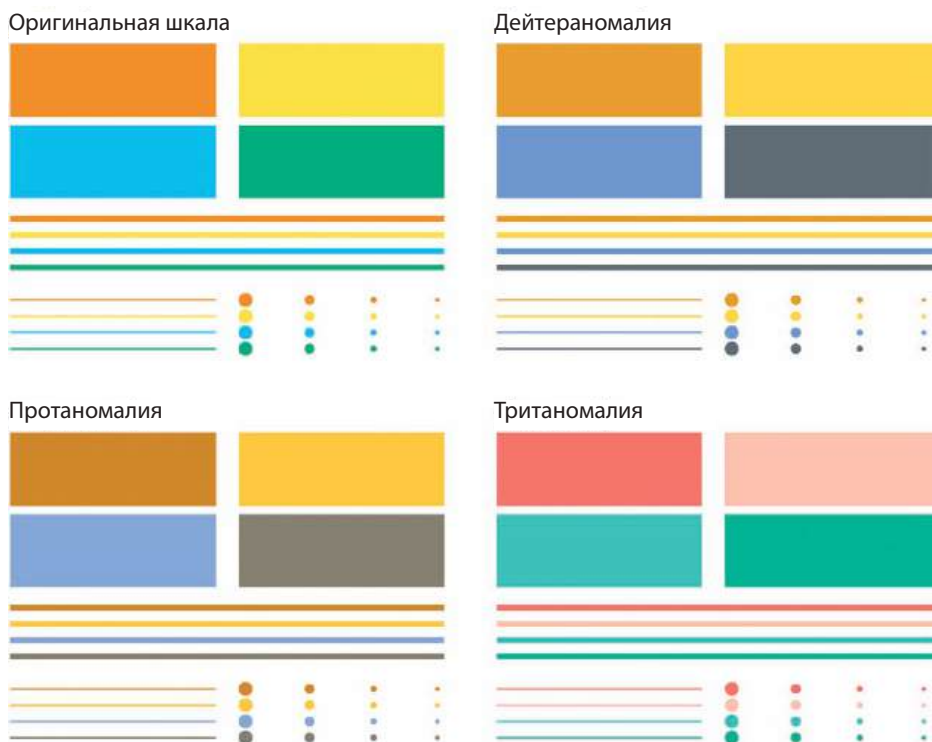 Оригинальная шкала
Дейтераномалия
Протаномалия
Тританомалия